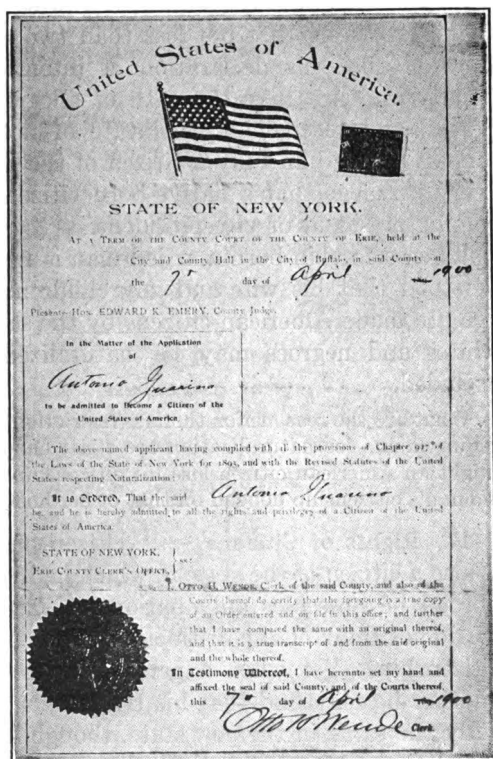 United States of America.
STATE OF NEW YORK.
AT A TERM OF THE COUNTY COURT OF THE COUNTY OF ERIE, held at the
City and County Hall in the City of Buffalo, in said County on
the 7th day of April 1900
Present—Hon. EDWARD K. EMERY, County Judge.
In the Matter of the Application
of
Antonio Guarino
to be admitted to Become a Citizen of the
United States of America
The above-named applicant having complied with all the provisions of Chapter 927 of
the Laws of the State of New York for 1895, and with the Revised Statutes of the United
States respecting Naturalization:
It is Ordered, That the said Antonio Guarino
be, and he is hereby admitted to all the rights and privileges of a Citizen of the United
States of America.
STATE OF NEW YORK,
ERIE COUNTY CLERK'S OFFICE, } ss:
I, OTTO H. WENDE, Clerk of the said County, and also of the
Courts thereof, do certify that the foregoing is a true copy
of an Order entered and on file in this office; and further
that I have compared the same with an original thereof,
and that it is a true transcript of and from the said original
and the whole thereof.
In Testimony Whereof, I have hereunto set my hand and
affixed the seal of said County, and of the Courts thereof,
this 7th day of April 1900
Otto H Wende Clerk.